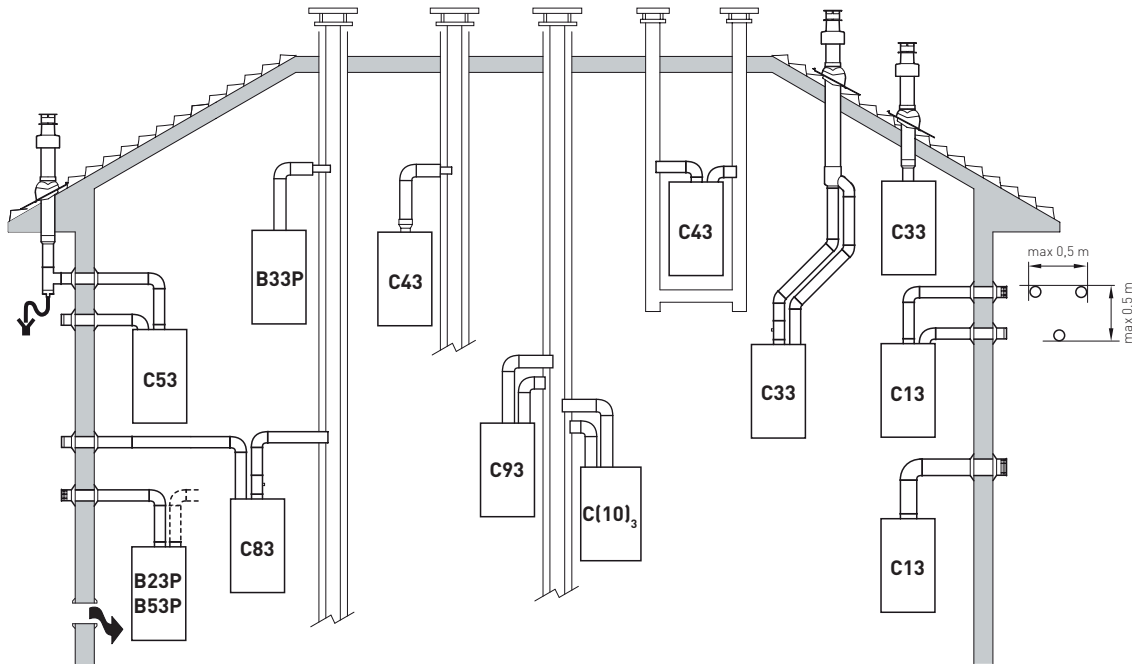 C43
C33
B33P
C43
max 0,5 m
max 0,5 m
C53
C33
C13
C93
C(10)₃
C83
C13
B23P
B53P